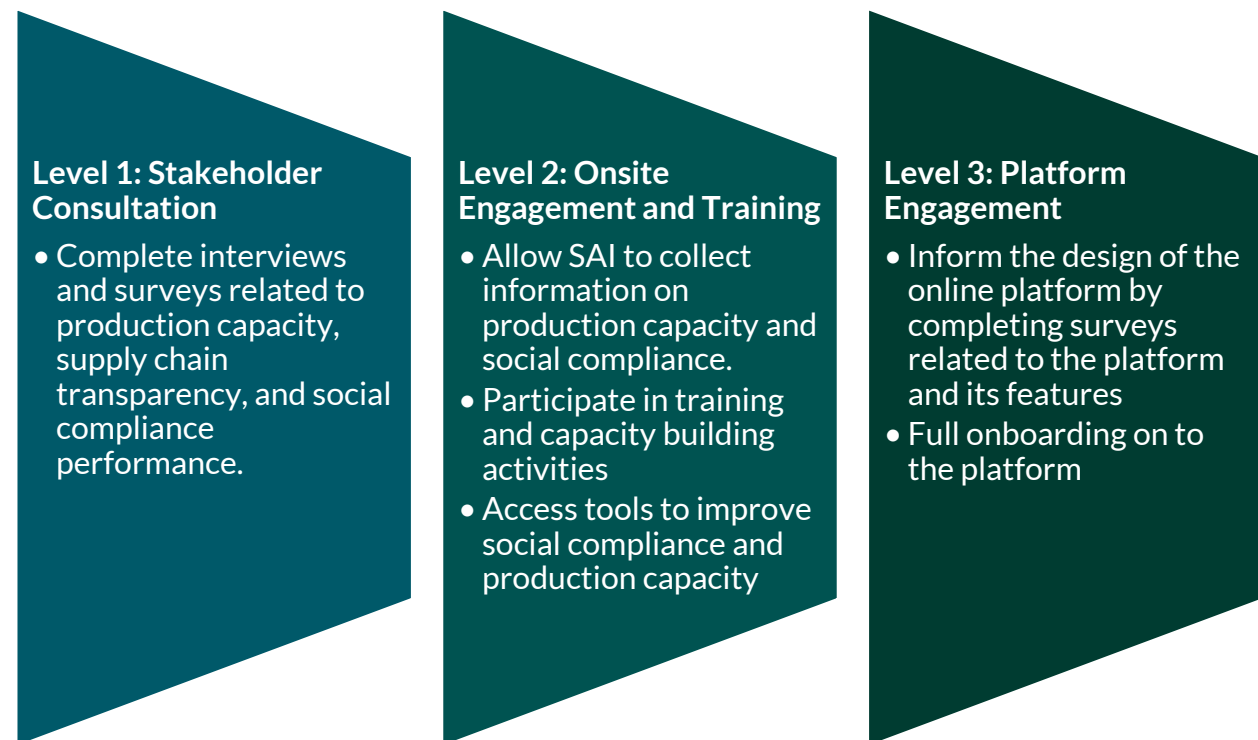 Level 1: Stakeholder
Consultation
• Complete interviews
and surveys related to
production capacity,
supply chain
transparency, and social
compliance
performance.
Level 2: Onsite
Engagement and Training
• Allow SAI to collect
information on
production capacity and
social compliance.
• Participate in training
and capacity building
activities
• Access tools to improve
social compliance and
production capacity
Level 3: Platform
Engagement
• Inform the design of the
online platform by
completing surveys
related to the platform
and its features
• Full onboarding on to
the platform